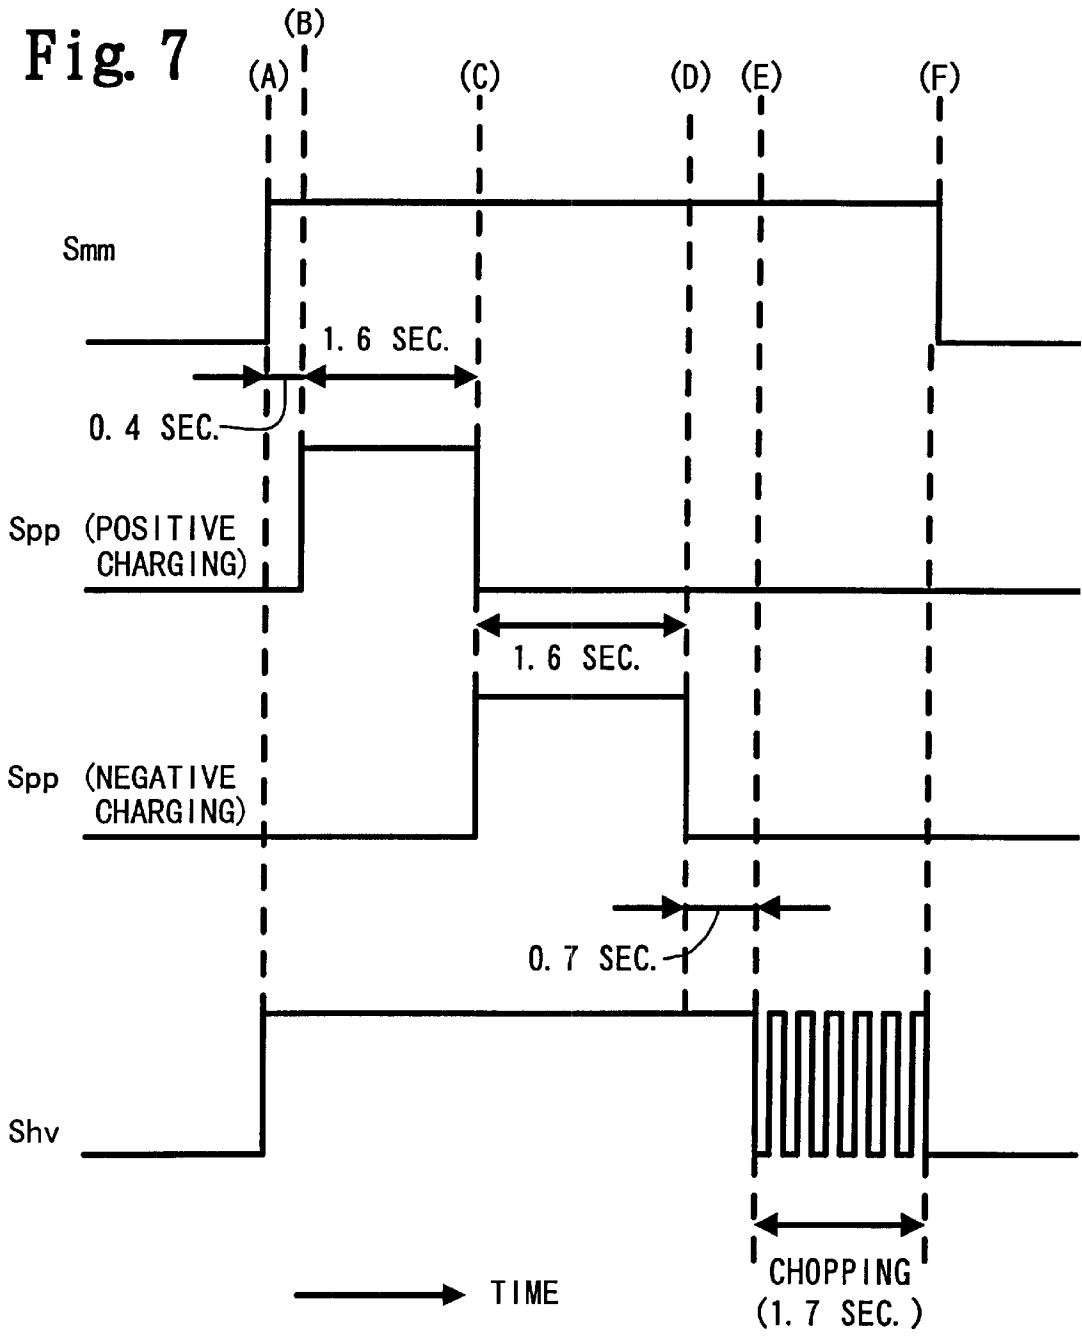 Fig. 7
(A)
(B)
(C)
(D)
(E)
(F)
Smm
1.6 SEC.
0.4 SEC.
Spp (POSITIVE
CHARGING)
1.6 SEC.
Spp (NEGATIVE
CHARGING)
0.7 SEC.
Shv
CHOPPING
(1.7 SEC.)
TIME